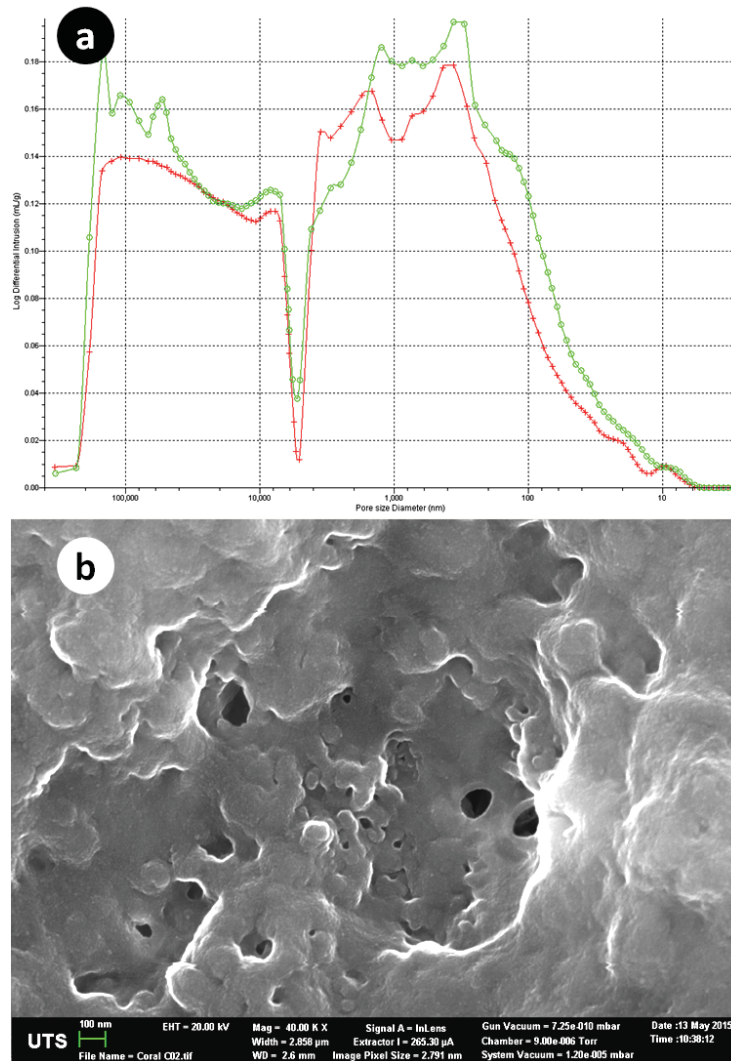 a
0.18
0.16
0.14
0.12
0.10
0.08
0.06
0.04
0.02
0.00
Log Differential Intrusion (mL/g)
100,000 10,000 1,000 100 10
Pore size Diameter (nm)
b
UTS
100 nm
EHT = 20.00 kV
Mag = 40.00 K X
Signal A = InLens
Gun Vacuum = 7.25e-010 mbar
Date :13 May 2015
Width = 2.858 µm
Extractor I = 265.30 µA
Chamber = 9.00e-006 Torr
Time :10:38:12
File Name = Coral C02.tif
WD = 2.6 mm
Image Pixel Size = 2.791 nm
System Vacuum = 1.20e-005 mbar